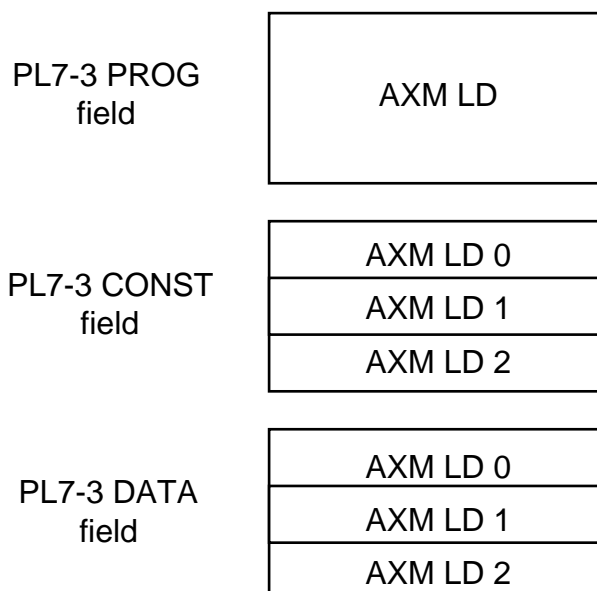 PL7-3 PROG
field
AXM LD
PL7-3 CONST
field
AXM LD 0
AXM LD 1
AXM LD 2
PL7-3 DATA
field
AXM LD 0
AXM LD 1
AXM LD 2